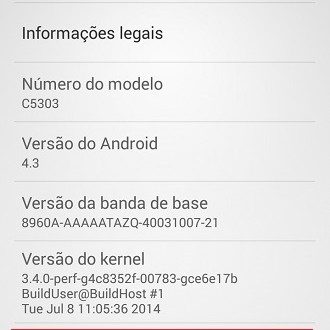 Informações legais
Número do modelo
C5303
Versão do Android
4.3
Versão da banda de base
8960A-AAAAATAZQ-40031007-21
Versão do kernel
3.4.0-perf-g4c8352f-00783-gce6e17b
BuildUser@BuildHost #1
Tue Jul 8 11:05:36 2014